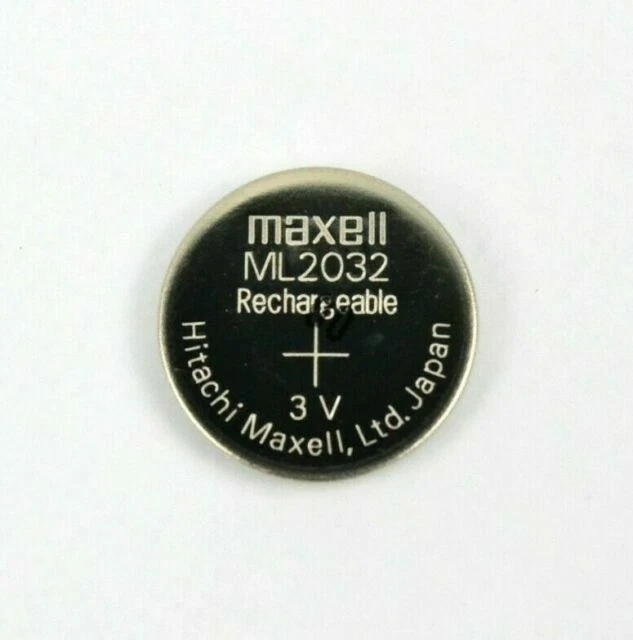 maxell
ML2032
Rechargeable
+
3 V
Hitachi Maxell, Ltd. Japan